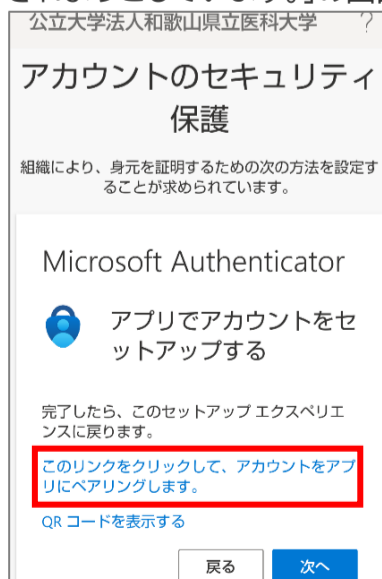 公立大学法人和歌山県立医科大学 ?
アカウントのセキュリティ
保護
組織により、身元を証明するための次の方法を設定す
ることが求められています。
Microsoft Authenticator
アプリでアカウントをセ
ットアップする
完了したら、このセットアップ エクスペリエ
ンスに戻ります。
このリンクをクリックして、アカウントをアプ
リにペアリングします。
QR コードを表示する
戻る
次へ